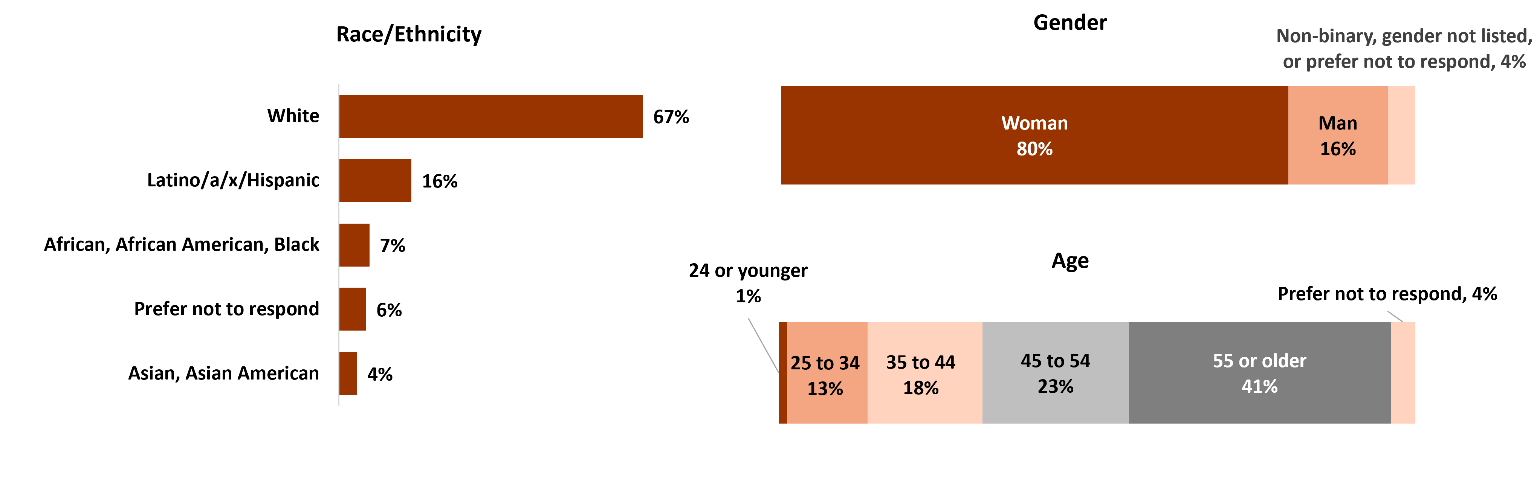 Race/Ethnicity
White
67%
Latino/a/x/Hispanic
16%
African, African American, Black
7%
Prefer not to respond
6%
Asian, Asian American
4%
Gender
Non-binary, gender not listed,
or prefer not to respond, 4%
Woman
80%
Man
16%
Age
24 or younger
1%
Prefer not to respond, 4%
25 to 34
13%
35 to 44
18%
45 to 54
23%
55 or older
41%